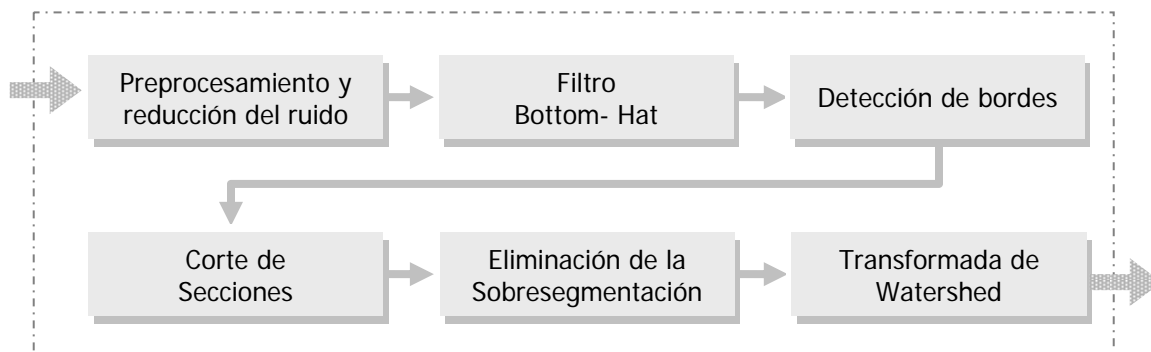 Preprocesamiento y
reducción del ruido
Filtro
Bottom- Hat
Detección de bordes
Corte de
Secciones
Eliminación de la
Sobresegmentación
Transformada de
Watershed